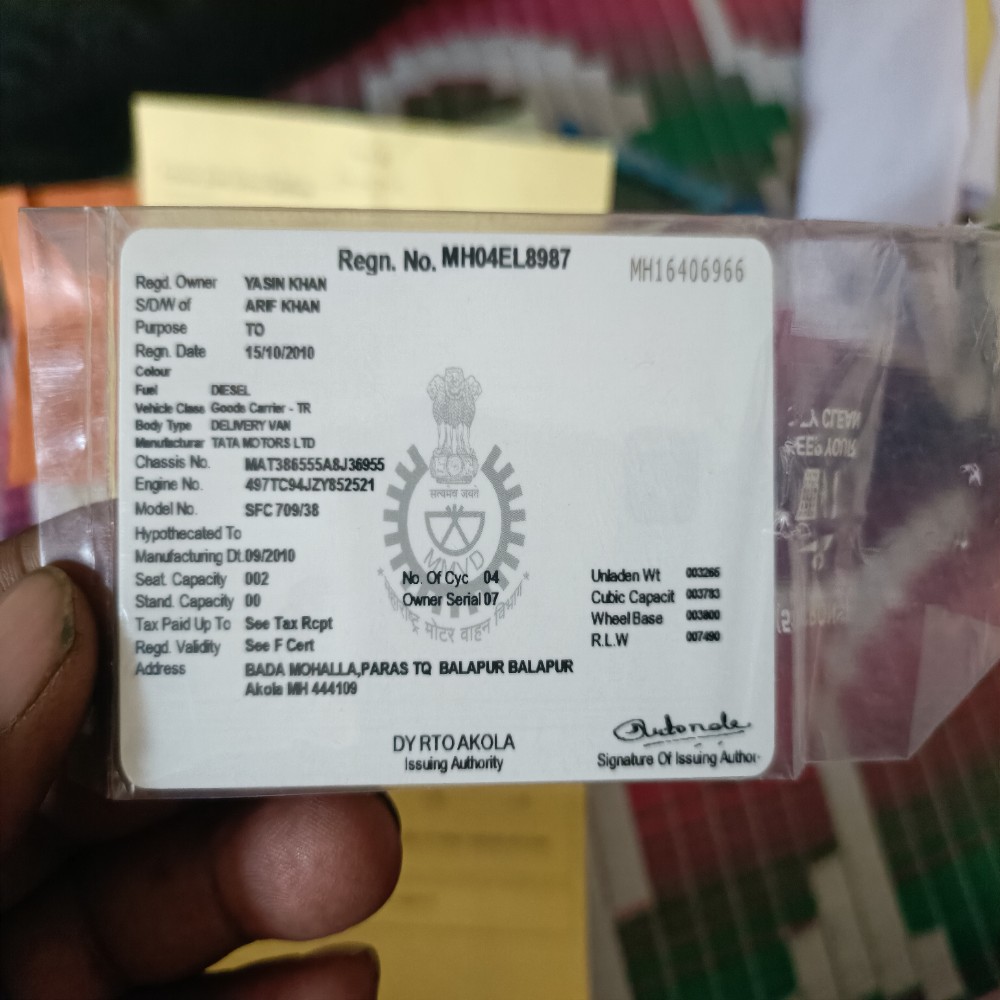 Regn. No. MH04EL8987
MH16406966
Regd. Owner YASIN KHAN
S/D/W of ARIF KHAN
Purpose TO
Regn. Date 15/10/2010
Colour
Fuel DIESEL
Vehicle Class Goods Carrier - TR
Body Type DELIVERY VAN
Manufacturar TATA MOTORS LTD
Chassis No. MAT386555A8J36955
Engine No. 497TC94JZY852521
Model No. SFC 709/38
सत्यमेव जयते
MMVD
Hypothecated To
Manufacturing Dt. 09/2010
Seat. Capacity 002 No. Of Cyc 04 Unladen Wt 003265
Stand. Capacity 00 Owner Serial 07 Cubic Capacit 003783
Tax Paid Up To See Tax Rcpt Wheel Base 003800
Regd. Validity See F Cert R.L.W 007490
मोटर वाहन विभाग
Address BADA MOHALLA,PARAS TQ BALAPUR BALAPUR
Akola MH 444109
DY RTO AKOLA
Issuing Authority
Signature Of Issuing Author